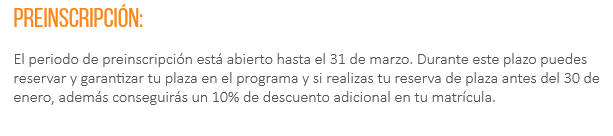 PREINSCRIPCIÓN:
El periodo de preinscripción está abierto hasta el 31 de marzo. Durante este plazo puedes
reservar y garantizar tu plaza en el programa y si realizas tu reserva de plaza antes del 30 de
enero, además conseguirás un 10% de descuento adicional en tu matrícula.